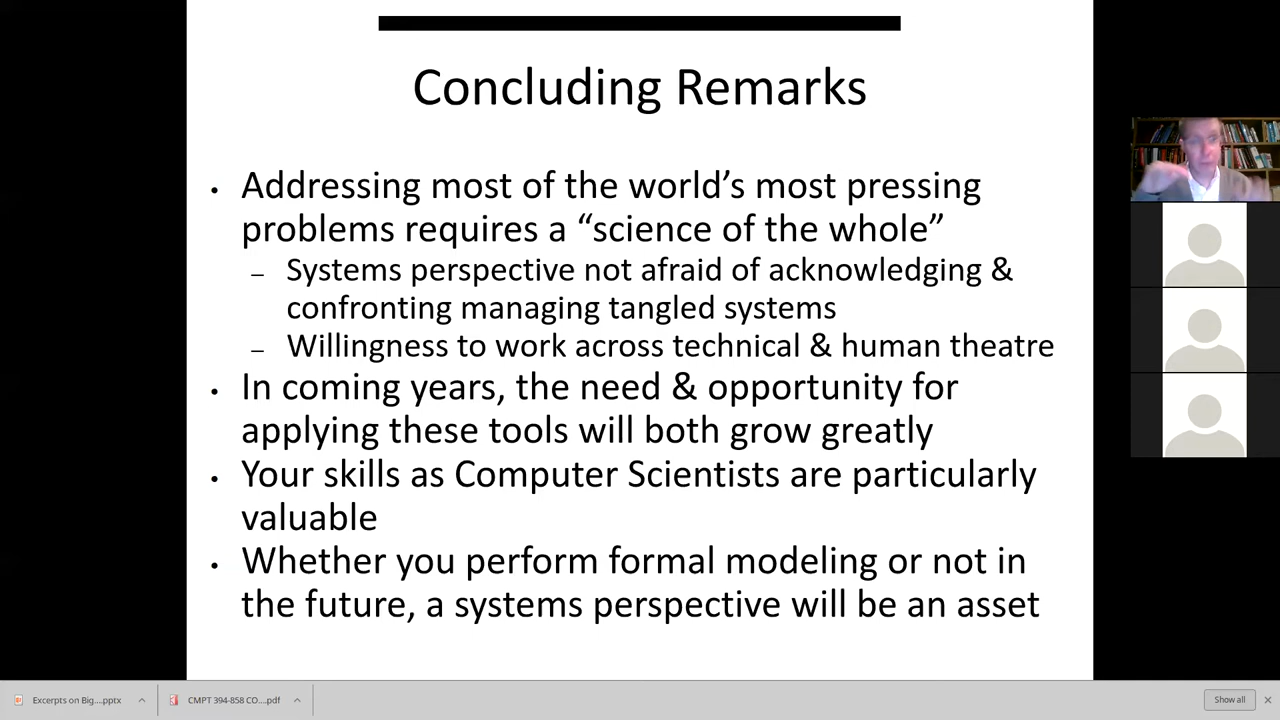 Concluding Remarks
• Addressing most of the world’s most pressing
problems requires a “science of the whole”
– Systems perspective not afraid of acknowledging &
confronting managing tangled systems
– Willingness to work across technical & human theatre
• In coming years, the need & opportunity for
applying these tools will both grow greatly
• Your skills as Computer Scientists are particularly
valuable
• Whether you perform formal modeling or not in
the future, a systems perspective will be an asset
Excerpts on Big....pptx
CMPT 394-858 CO....pdf
Show all